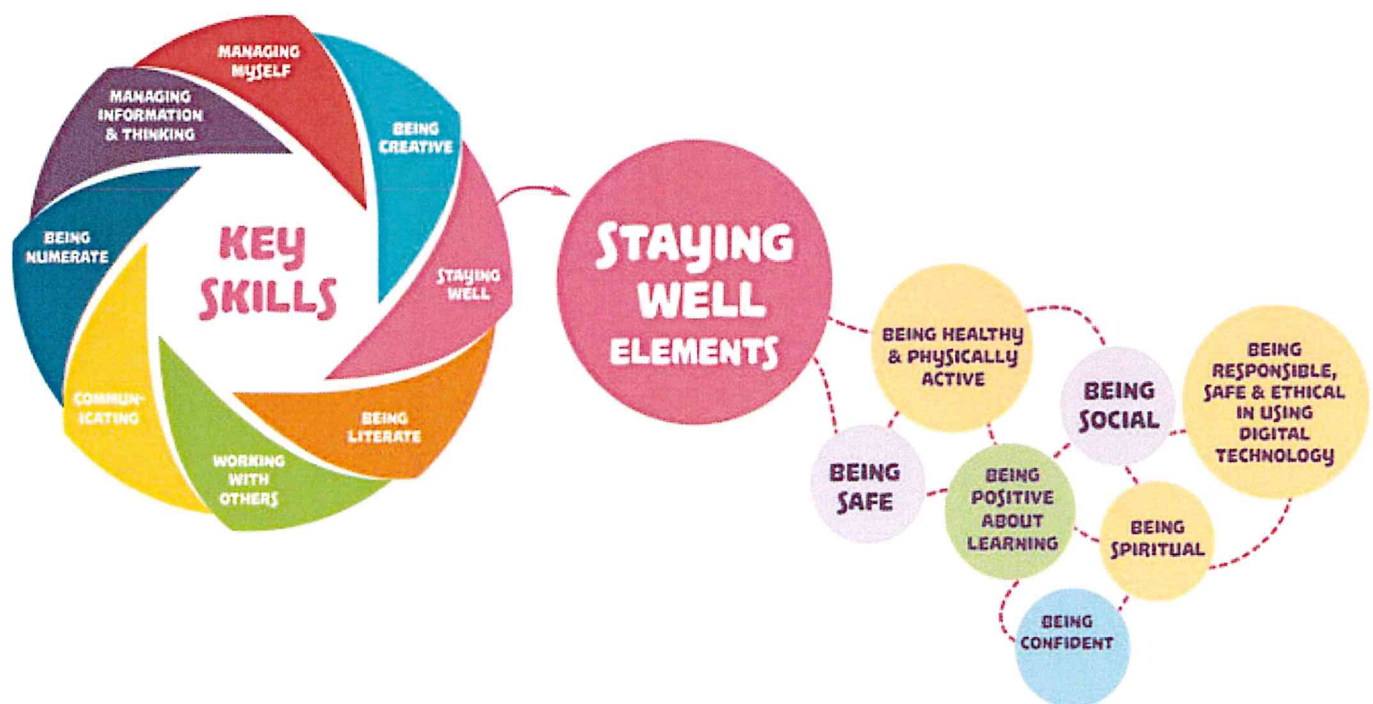 MANAGING
MYSELF
BEING
CREATIVE
STAYING
WELL
BEING
LITERATE
WORKING
WITH
OTHERS
COMMUN-
ICATING
BEING
NUMERATE
MANAGING
INFORMATION
& THINKING
KEY
SKILLS
STAYING
WELL
ELEMENTS
BEING HEALTHY
& PHYSICALLY
ACTIVE
BEING
SAFE
BEING
SOCIAL
BEING
POSITIVE
ABOUT
LEARNING
BEING
RESPONSIBLE,
SAFE & ETHICAL
IN USING
DIGITAL
TECHNOLOGY
BEING
SPIRITUAL
BEING
CONFIDENT